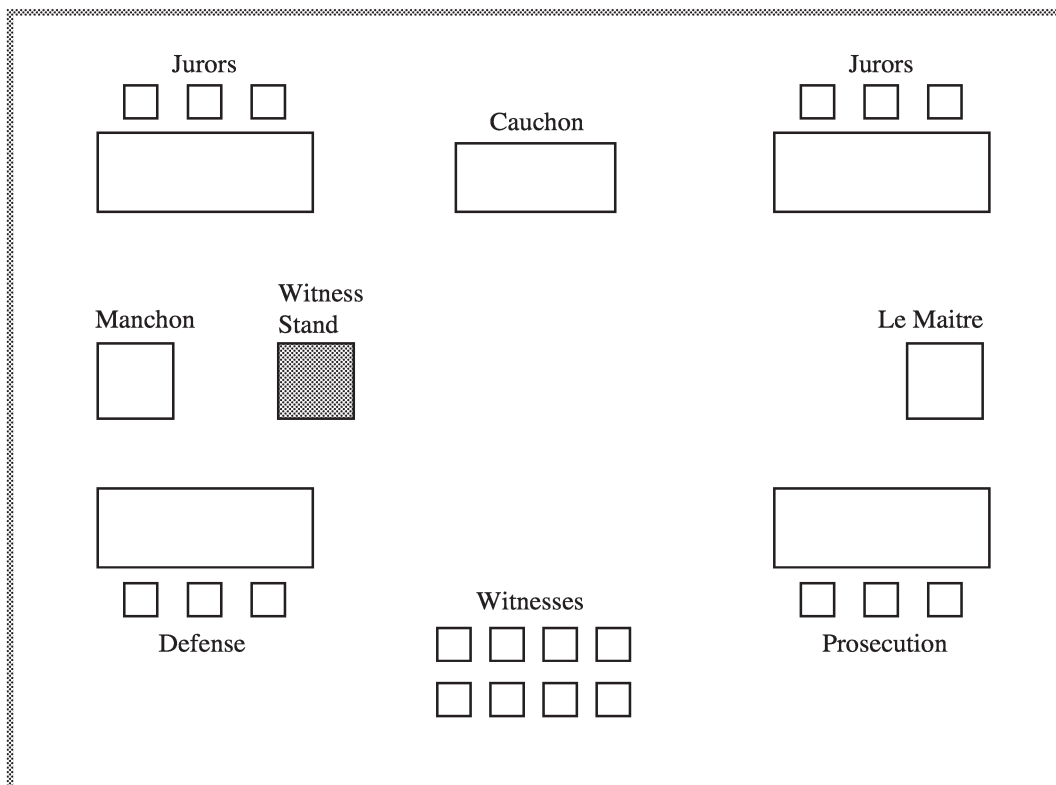 Jurors
Jurors
Cauchon
Witness
Stand
Manchon
Le Maitre
Witnesses
Defense
Prosecution